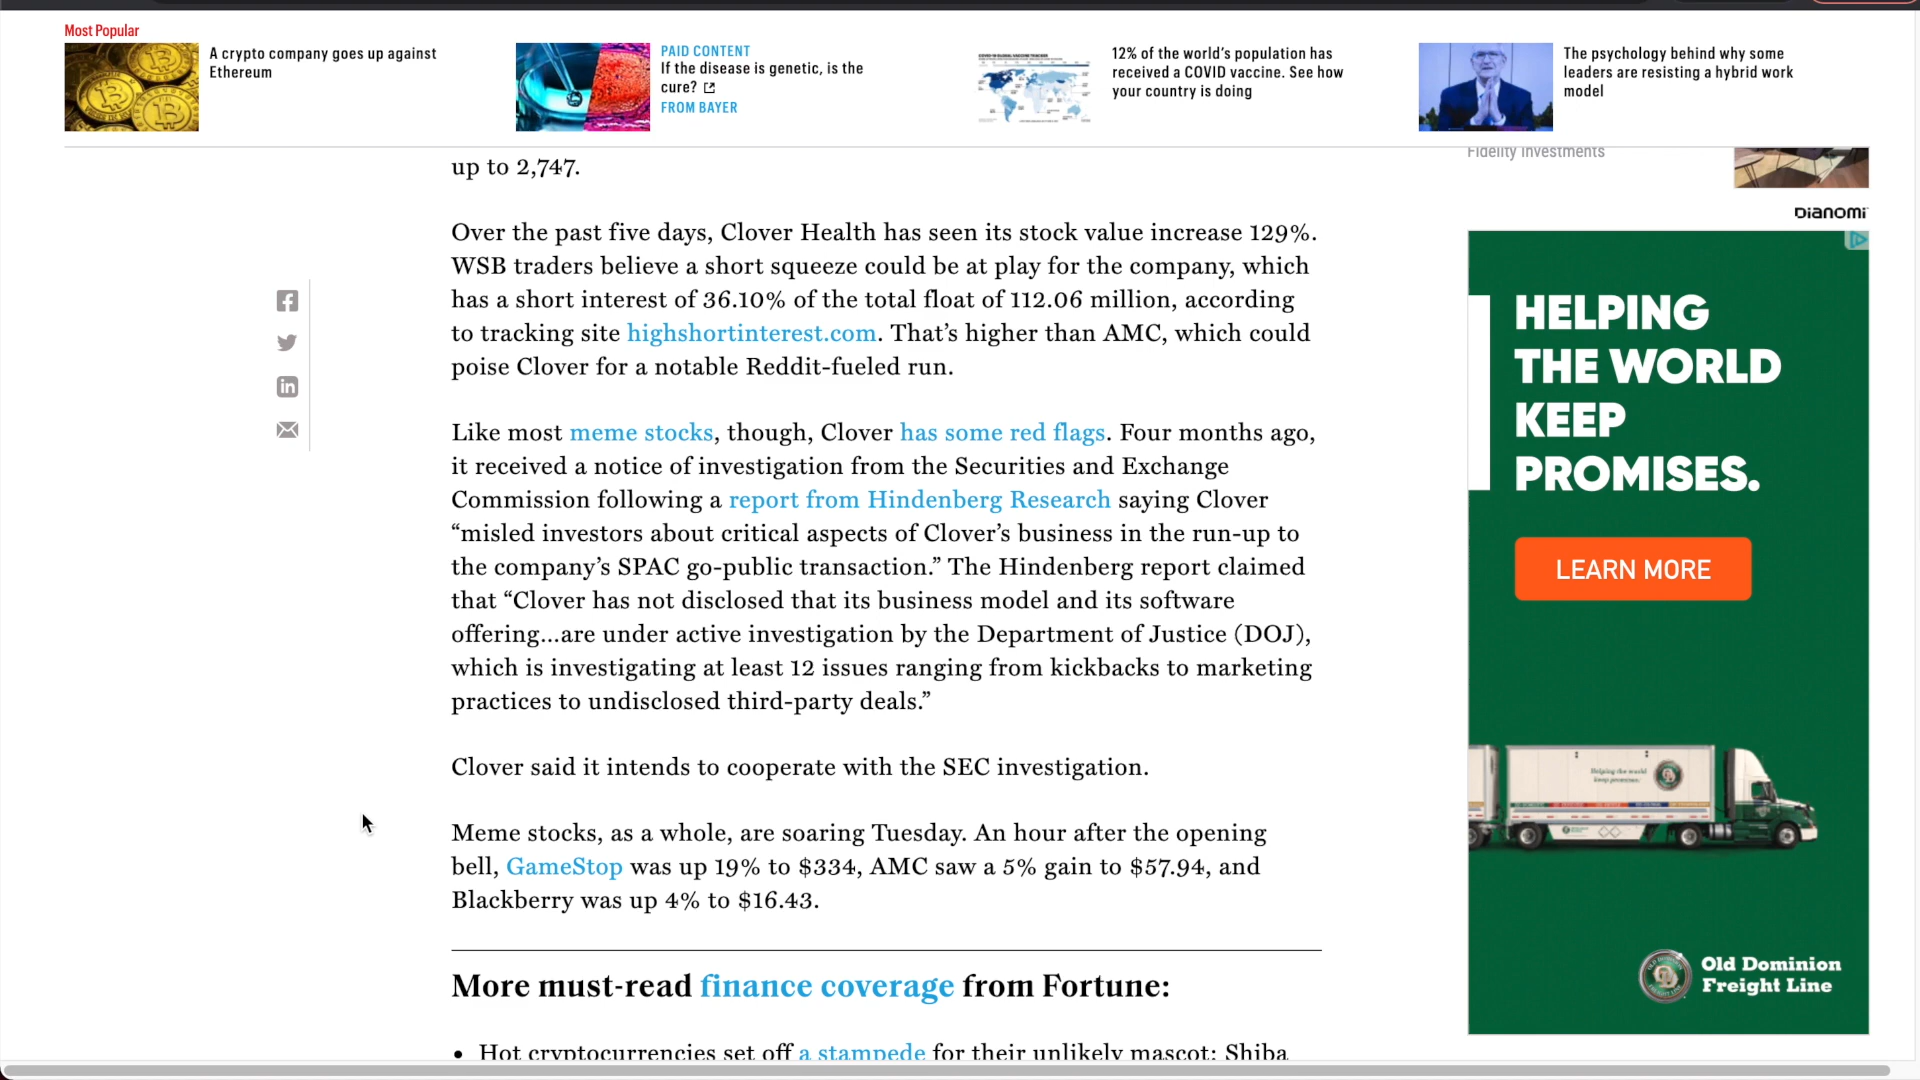 Most Popular
A crypto company goes up against
Ethereum
PAID CONTENT
If the disease is genetic, is the
cure?
FROM BAYER
12% of the world's population has
received a COVID vaccine. See how
your country is doing
The psychology behind why some
leaders are resisting a hybrid work
model
up to 2,747.
Over the past five days, Clover Health has seen its stock value increase 129%.
WSB traders believe a short squeeze could be at play for the company, which
has a short interest of 36.10% of the total float of 112.06 million, according
to tracking site highshortinterest.com. That's higher than AMC, which could
poise Clover for a notable Reddit-fueled run.
Like most meme stocks, though, Clover has some red flags. Four months ago,
it received a notice of investigation from the Securities and Exchange
Commission following a report from Hindenberg Research saying Clover
“misled investors about critical aspects of Clover's business in the run-up to
the company's SPAC go-public transaction.” The Hindenberg report claimed
that “Clover has not disclosed that its business model and its software
offering…are under active investigation by the Department of Justice (DOJ),
which is investigating at least 12 issues ranging from kickbacks to marketing
practices to undisclosed third-party deals.”
Clover said it intends to cooperate with the SEC investigation.
Meme stocks, as a whole, are soaring Tuesday. An hour after the opening
bell, GameStop was up 19% to $334, AMC saw a 5% gain to $57.94, and
Blackberry was up 4% to $16.43.
More must-read finance coverage from Fortune:
• Hot cryptocurrencies set off a stampede for their unlikely mascot: Shiba
Fidelity Investments
DIANOMI
HELPING
THE WORLD
KEEP
PROMISES.
LEARN MORE
Helping the world
keep promises.
Old Dominion
Freight Line